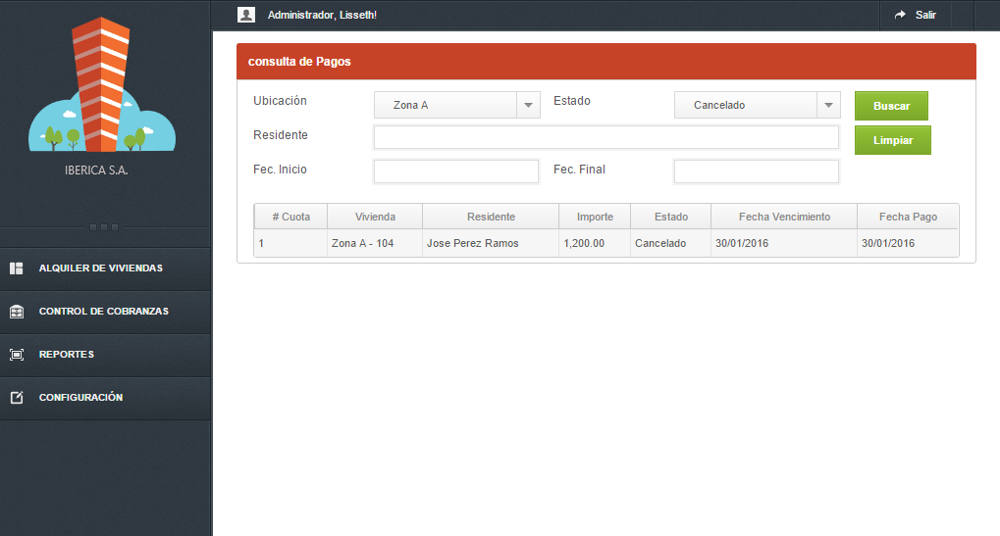 Administrador, Lisseth!
Salir
IBERICA S.A.
ALQUILER DE VIVIENDAS
CONTROL DE COBRANZAS
REPORTES
CONFIGURACIÓN
consulta de Pagos
Ubicación Zona A Estado Cancelado Buscar
Residente Limpiar
Fec. Inicio Fec. Final
# Cuota Vivienda Residente Importe Estado Fecha Vencimiento Fecha Pago
1 Zona A - 104 Jose Perez Ramos 1,200.00 Cancelado 30/01/2016 30/01/2016